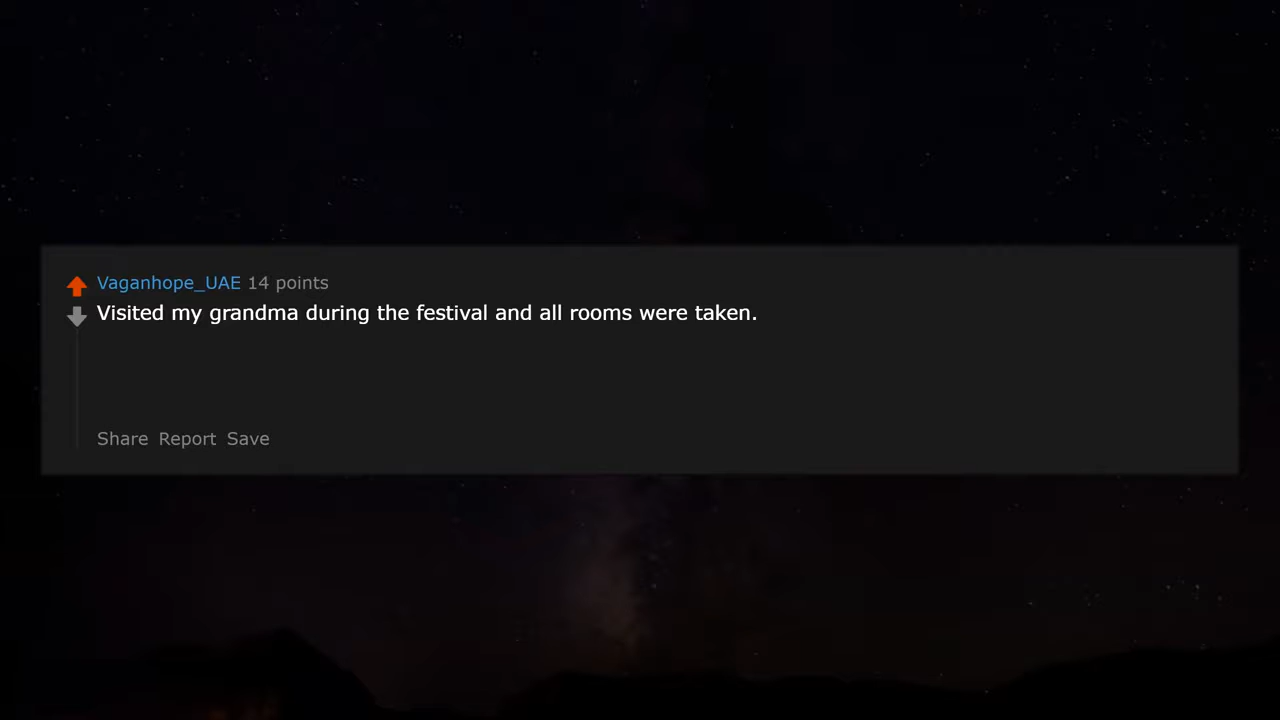 Vaganhope_UAE 14 points
Visited my grandma during the festival and all rooms were taken.
Share Report Save